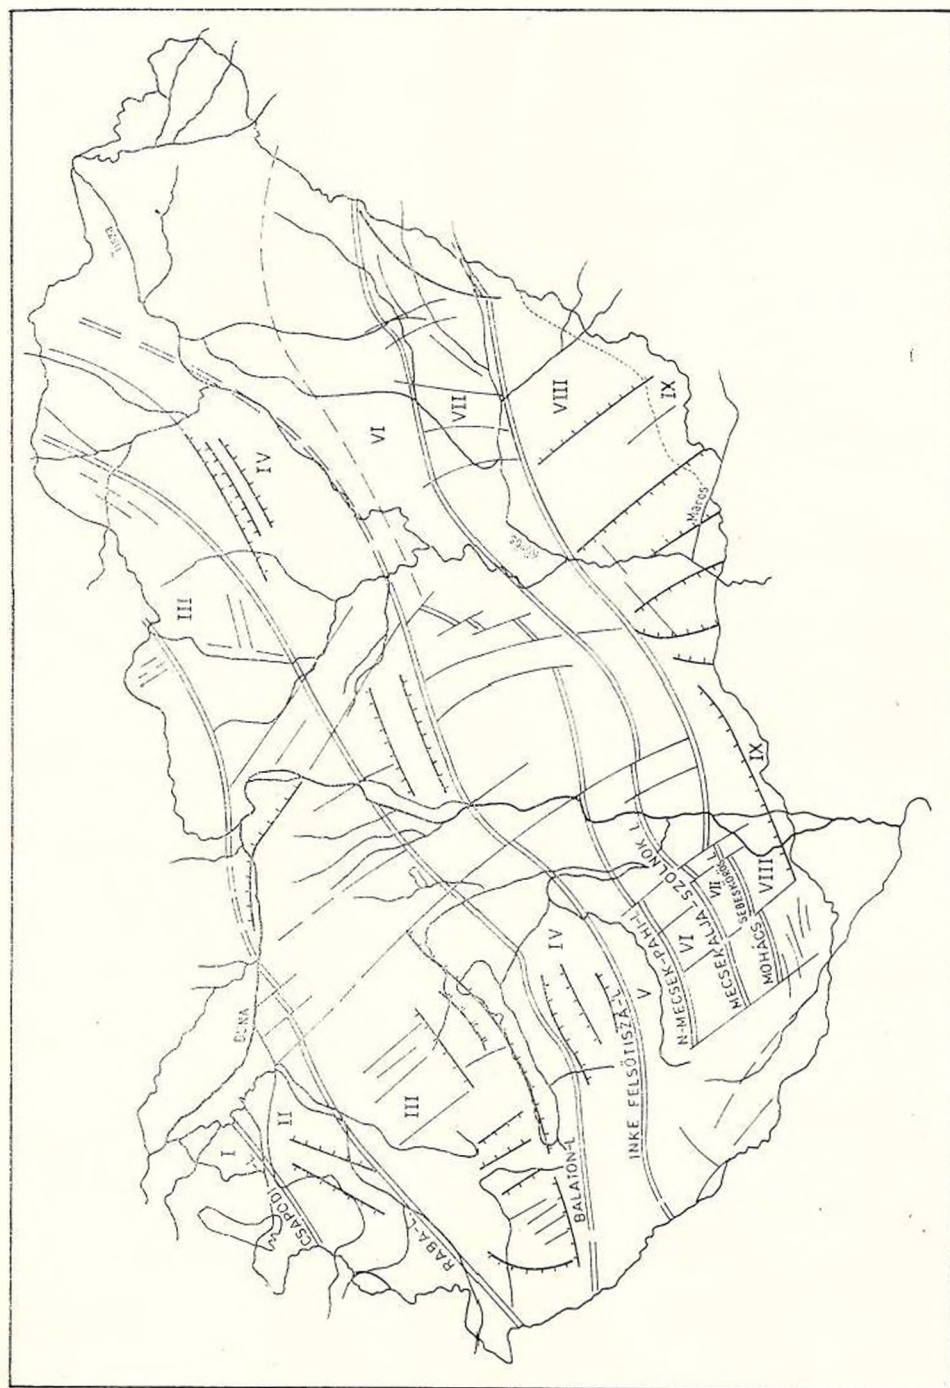 Tisza
IV
VI
VII
VIII
IX
III
Maros
Körös
IX
DUNA
IV
V
VI
VII
VIII
N-MECSEK-PAHI-L
MECSEKALJAI-SZOLNOK L
SEBESKÖRÖS-L
MOHÁCS
I
II
III
CSAPODI-L
RÁBA-L
BALATON-L
INKE FELSŐTISZA-L